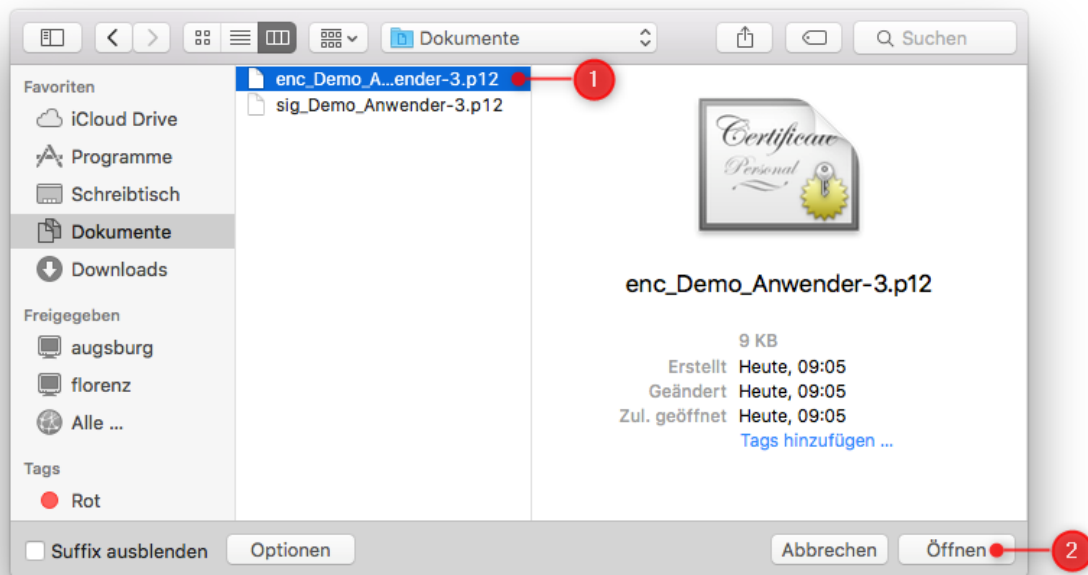 Dokumente
Suchen
Favoriten
iCloud Drive
Programme
Schreibtisch
Dokumente
Downloads
Freigegeben
augsburg
florenz
Alle ...
Tags
Rot
enc_Demo_A...ender-3.p12
1
sig_Demo_Anwender-3.p12
Certificate
Personal
enc_Demo_Anwender-3.p12
9 KB
Erstellt Heute, 09:05
Geändert Heute, 09:05
Zul. geöffnet Heute, 09:05
Tags hinzufügen ...
Suffix ausblenden
Optionen
Abbrechen
Öffnen
2